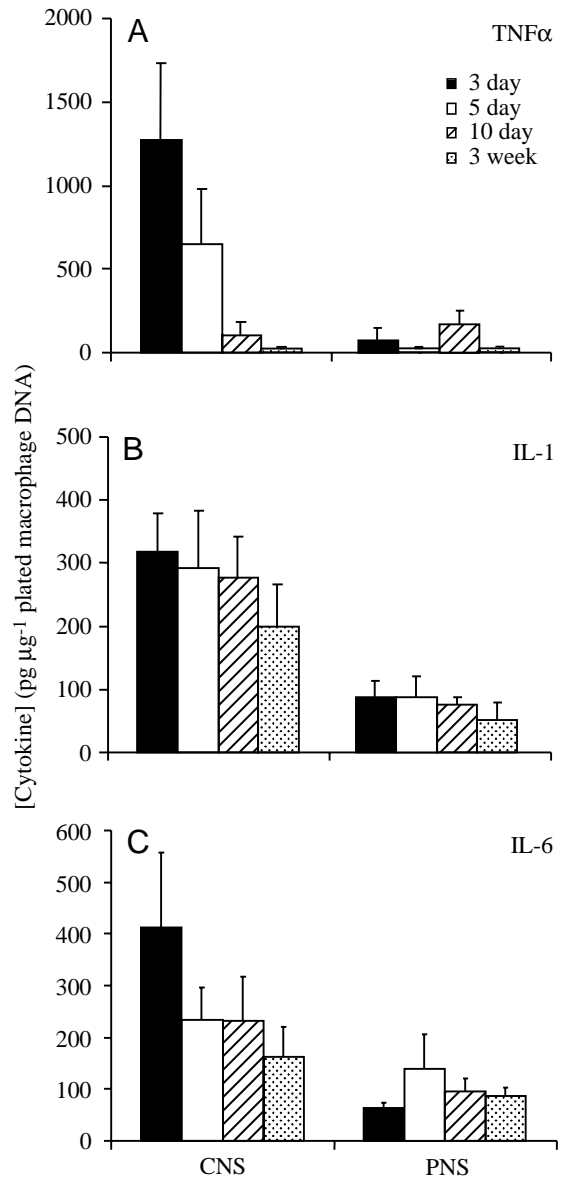 [Cytokine] (pg µg⁻¹ plated macrophage DNA)
A
TNFα
2000
1500
1000
500
0
3 day
5 day
10 day
3 week
B
IL-1
500
400
300
200
100
0
C
IL-6
600
500
400
300
200
100
0
CNS
PNS